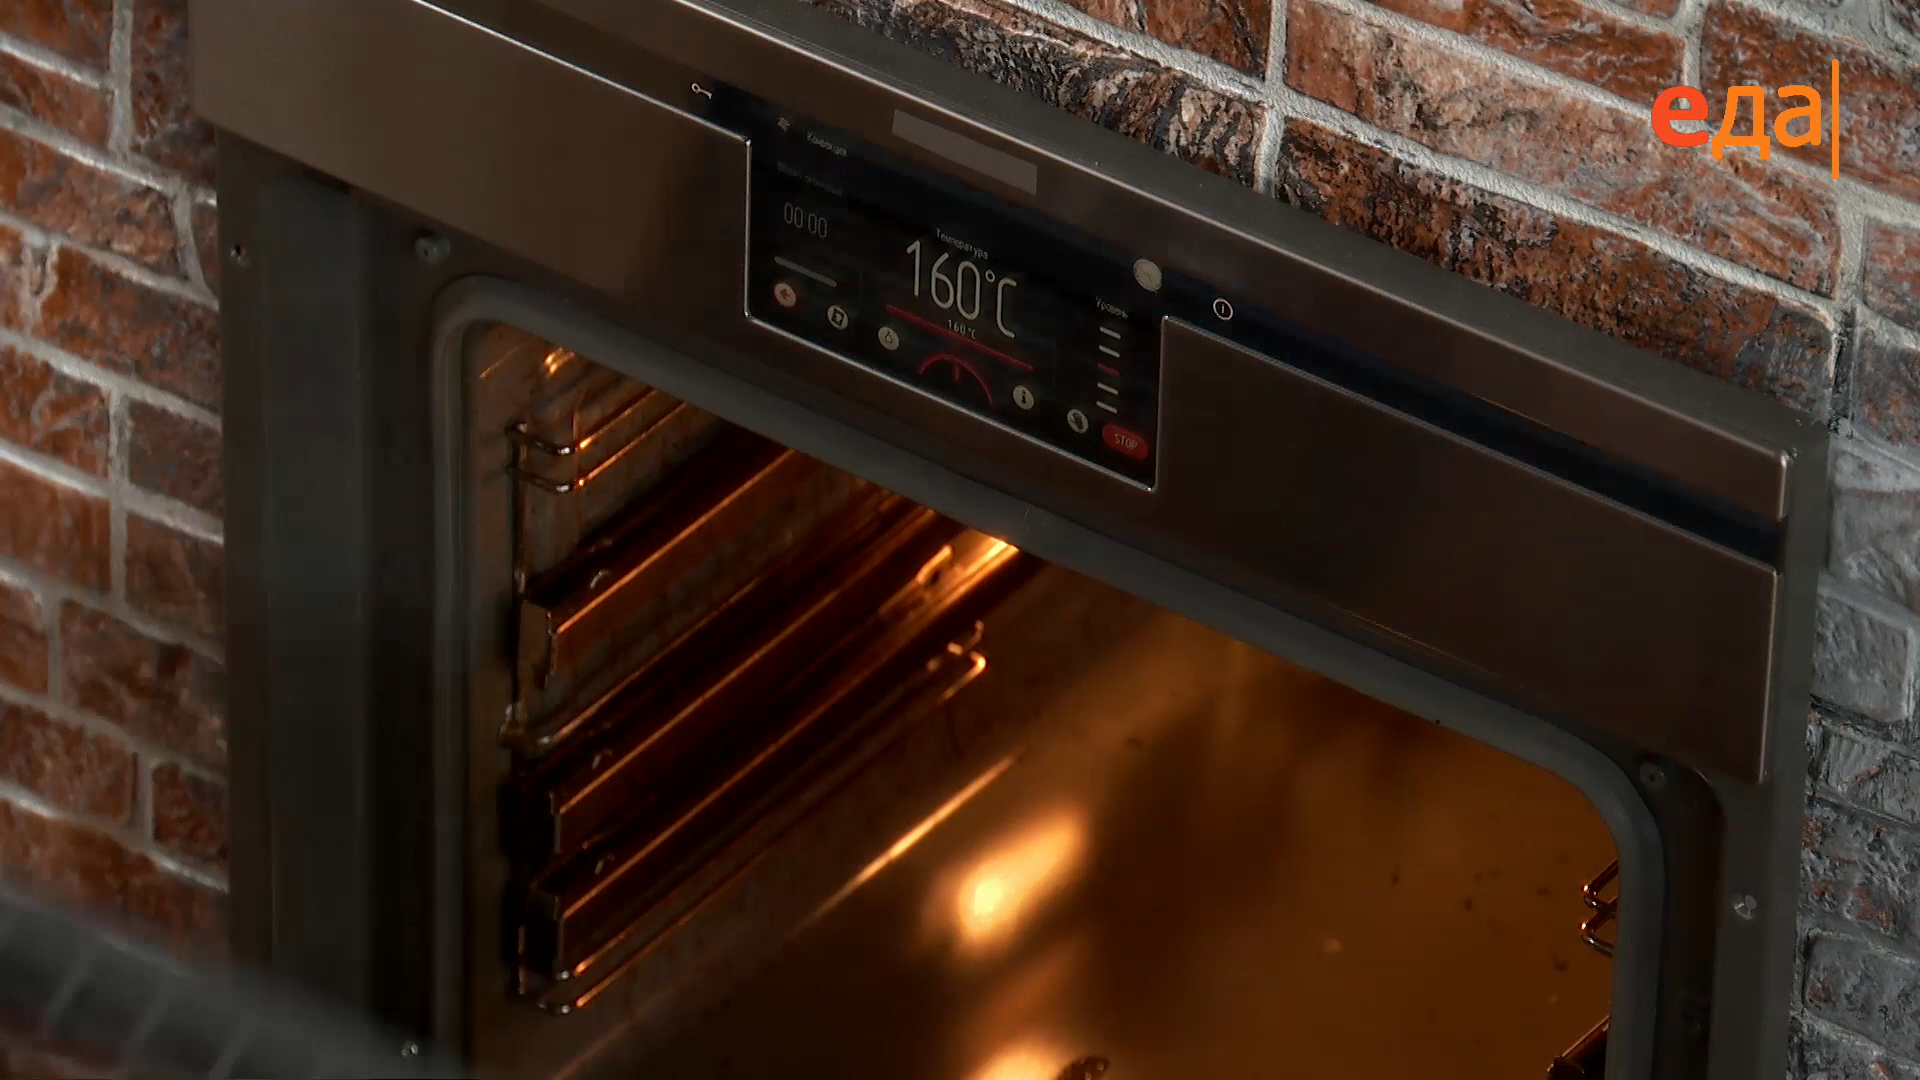 еда
Конвекция
00:00
Температура
160°C
160°C
Уровень
STOP